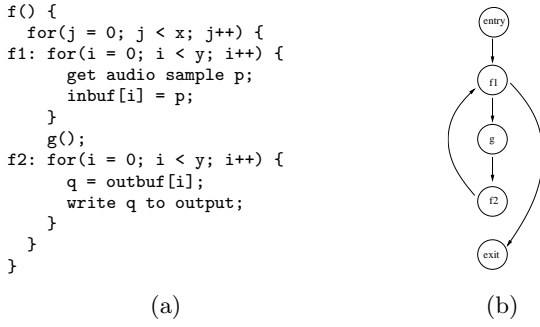 f() {
for(j = 0; j < x; j++) {
f1: for(i = 0; i < y; i++) {
get audio sample p;
inbuf[i] = p;
}
g();
f2: for(i = 0; i < y; i++) {
q = outbuf[i];
write q to output;
}
}
}
(a)
entry
f1
g
f2
exit
(b)